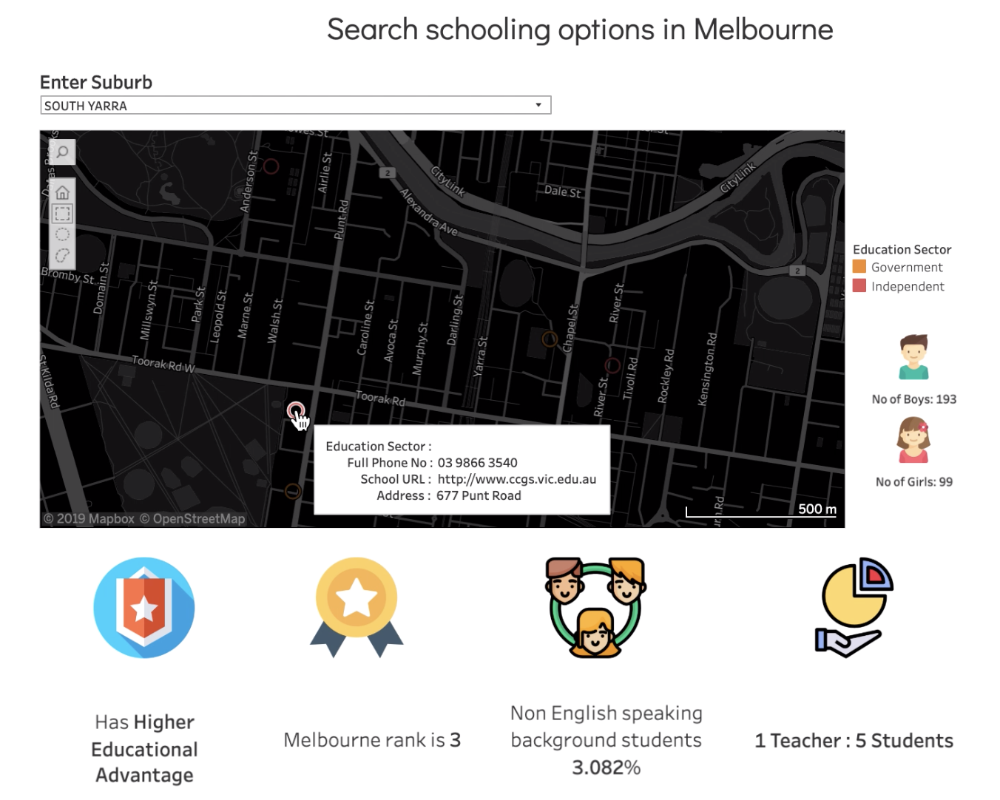 Search schooling options in Melbourne
Enter Suburb
SOUTH YARRA
Anderson St
Airlie St
Punt Rd
2
CityLink
Alexandra Ave
Dale St
CityLink
2
Bromby St
Domain St
Millswyn St
Park St
Leopold St
Marne St
Walsh St
Caroline St
Avoca St
Murphy St
Darling St
Yarra St
Chapel St
River St
River St
Tivoli Rd
Rockley Rd
Kensington Rd
St Kilda Rd
Toorak Rd W
Toorak Rd
Education Sector :
Full Phone No : 03 9866 3540
School URL : http://www.ccgs.vic.edu.au
Address : 677 Punt Road
500 m
© 2019 Mapbox © OpenStreetMap
Education Sector
Government
Independent
No of Boys: 193
No of Girls: 99
Has Higher
Educational
Advantage
Melbourne rank is 3
Non English speaking
background students
3.082%
1 Teacher : 5 Students